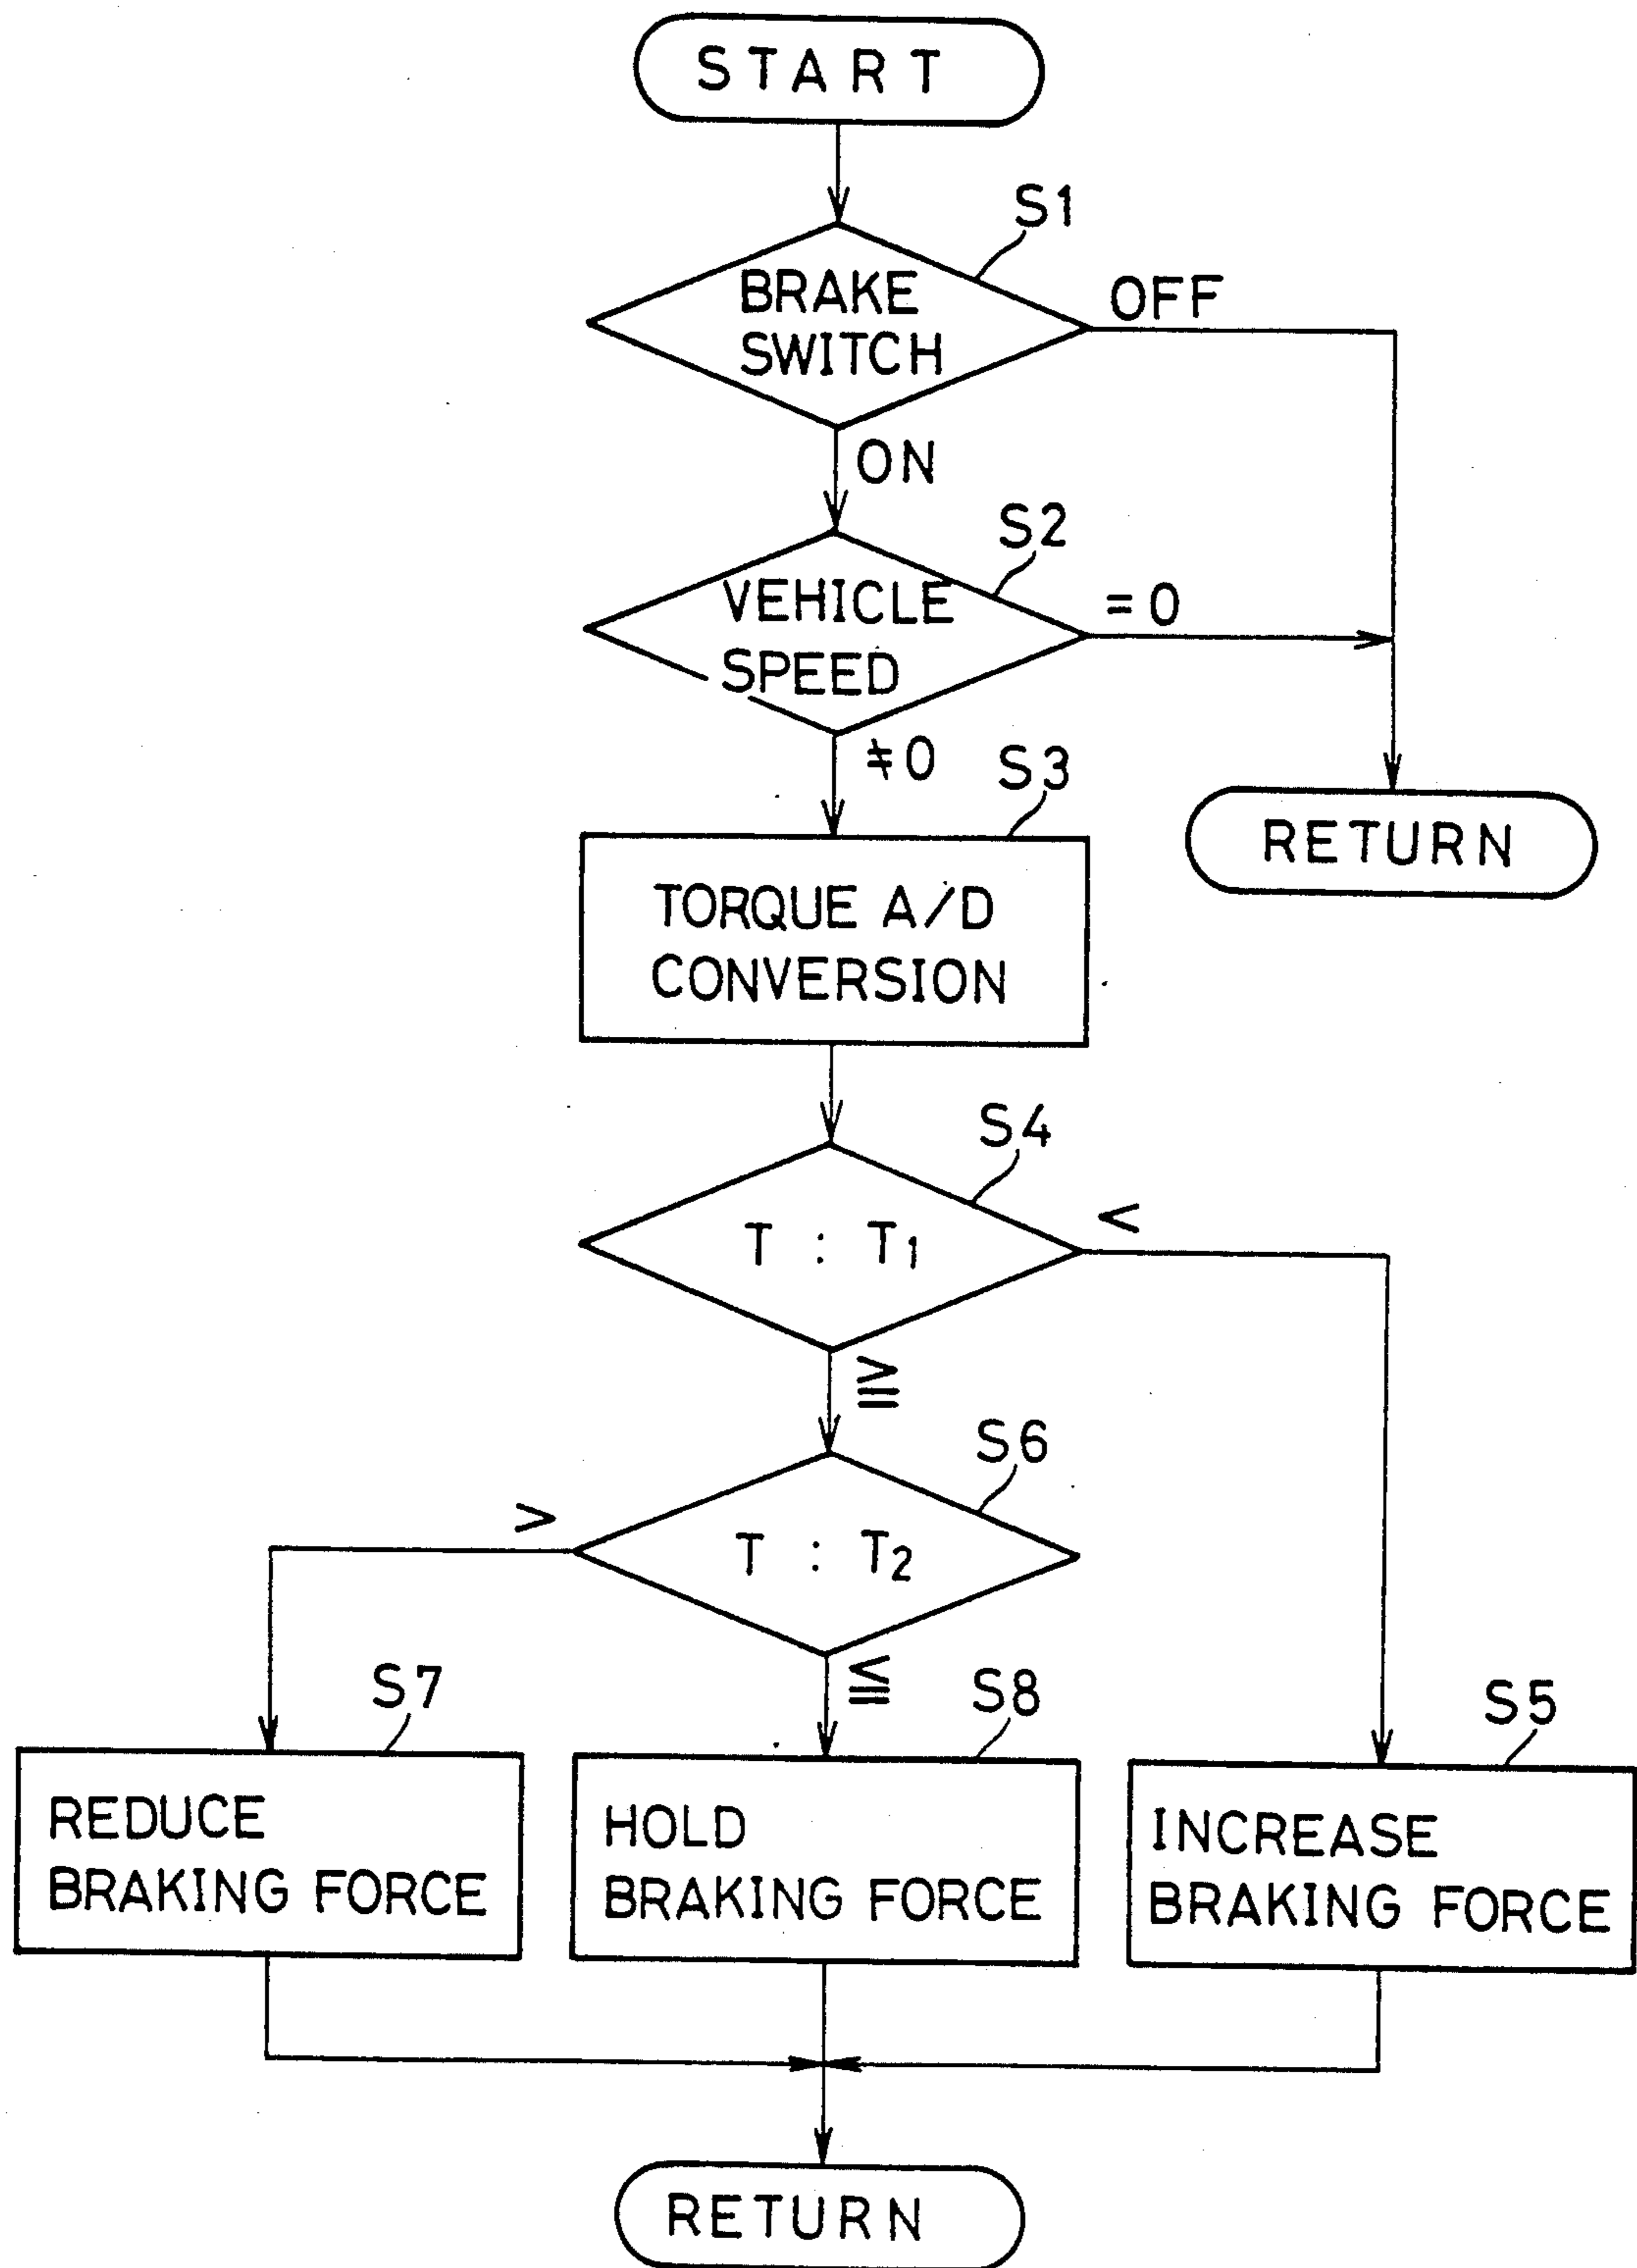 START
S1
BRAKE
SWITCH
OFF
ON
S2
VEHICLE
SPEED
=0
≠0
S3
RETURN
TORQUE A/D
CONVERSION
S4
T : T1
<
≧
S6
>
T : T2
≦
S7
S8
S5
REDUCE
BRAKING FORCE
HOLD
BRAKING FORCE
INCREASE
BRAKING FORCE
RETURN